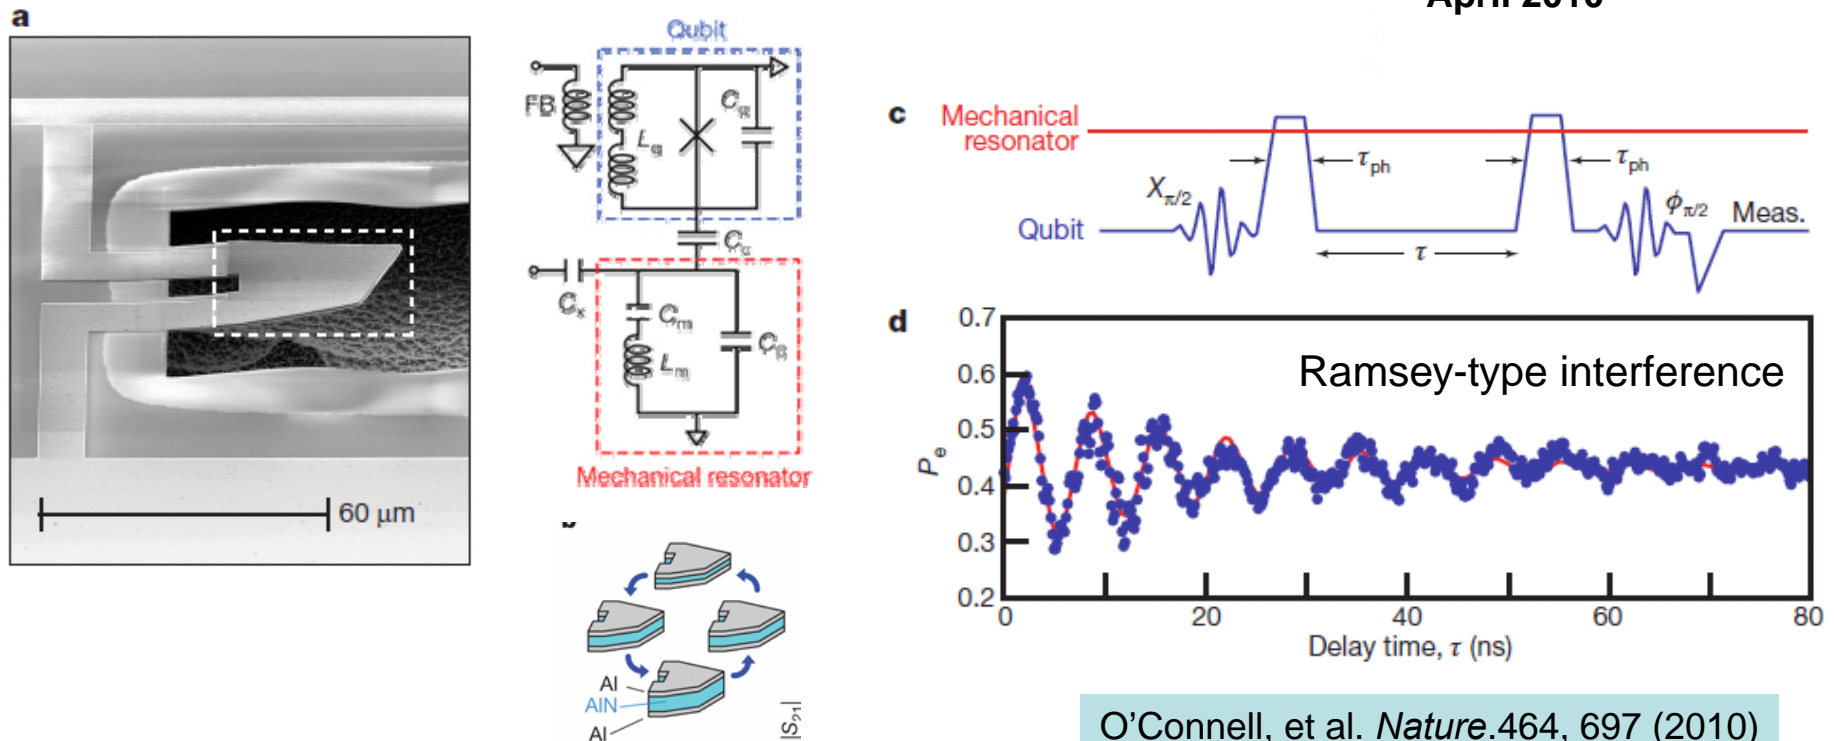 April 2010
a
60 µm
Qubit
FB
L_q
C_q
C_c
C_x
C_m
L_m
C_0
Mechanical resonator
b
Al
AlN
Al
|S_21|
c
Mechanical
resonator
X_π/2
τ_ph
τ_ph
φ_π/2
Meas.
Qubit
τ
d
0.7
0.6
0.5
0.4
0.3
0.2
P_e
Ramsey-type interference
0 20 40 60 80
Delay time, τ (ns)
O'Connell, et al. Nature.464, 697 (2010)